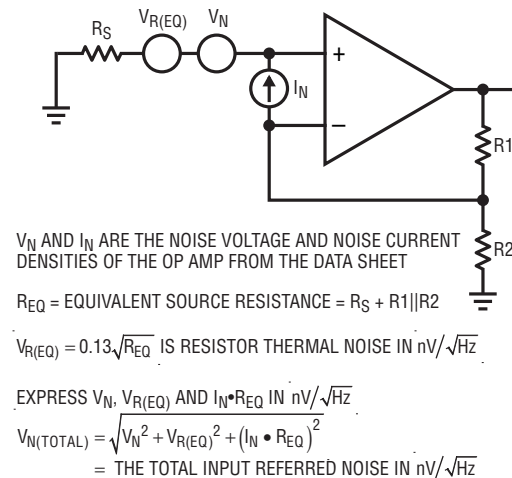 R_S
V_R(EQ)
V_N
+
I_N
−
R1
R2
V_N AND I_N ARE THE NOISE VOLTAGE AND NOISE CURRENT
DENSITIES OF THE OP AMP FROM THE DATA SHEET
R_EQ = EQUIVALENT SOURCE RESISTANCE = R_S + R1||R2
V_R(EQ) = 0.13√R_EQ IS RESISTOR THERMAL NOISE IN nV/√Hz
EXPRESS V_N, V_R(EQ) AND I_N•R_EQ IN nV/√Hz
V_N(TOTAL) = √(V_N² + V_R(EQ)² + (I_N • R_EQ)²)
= THE TOTAL INPUT REFERRED NOISE IN nV/√Hz